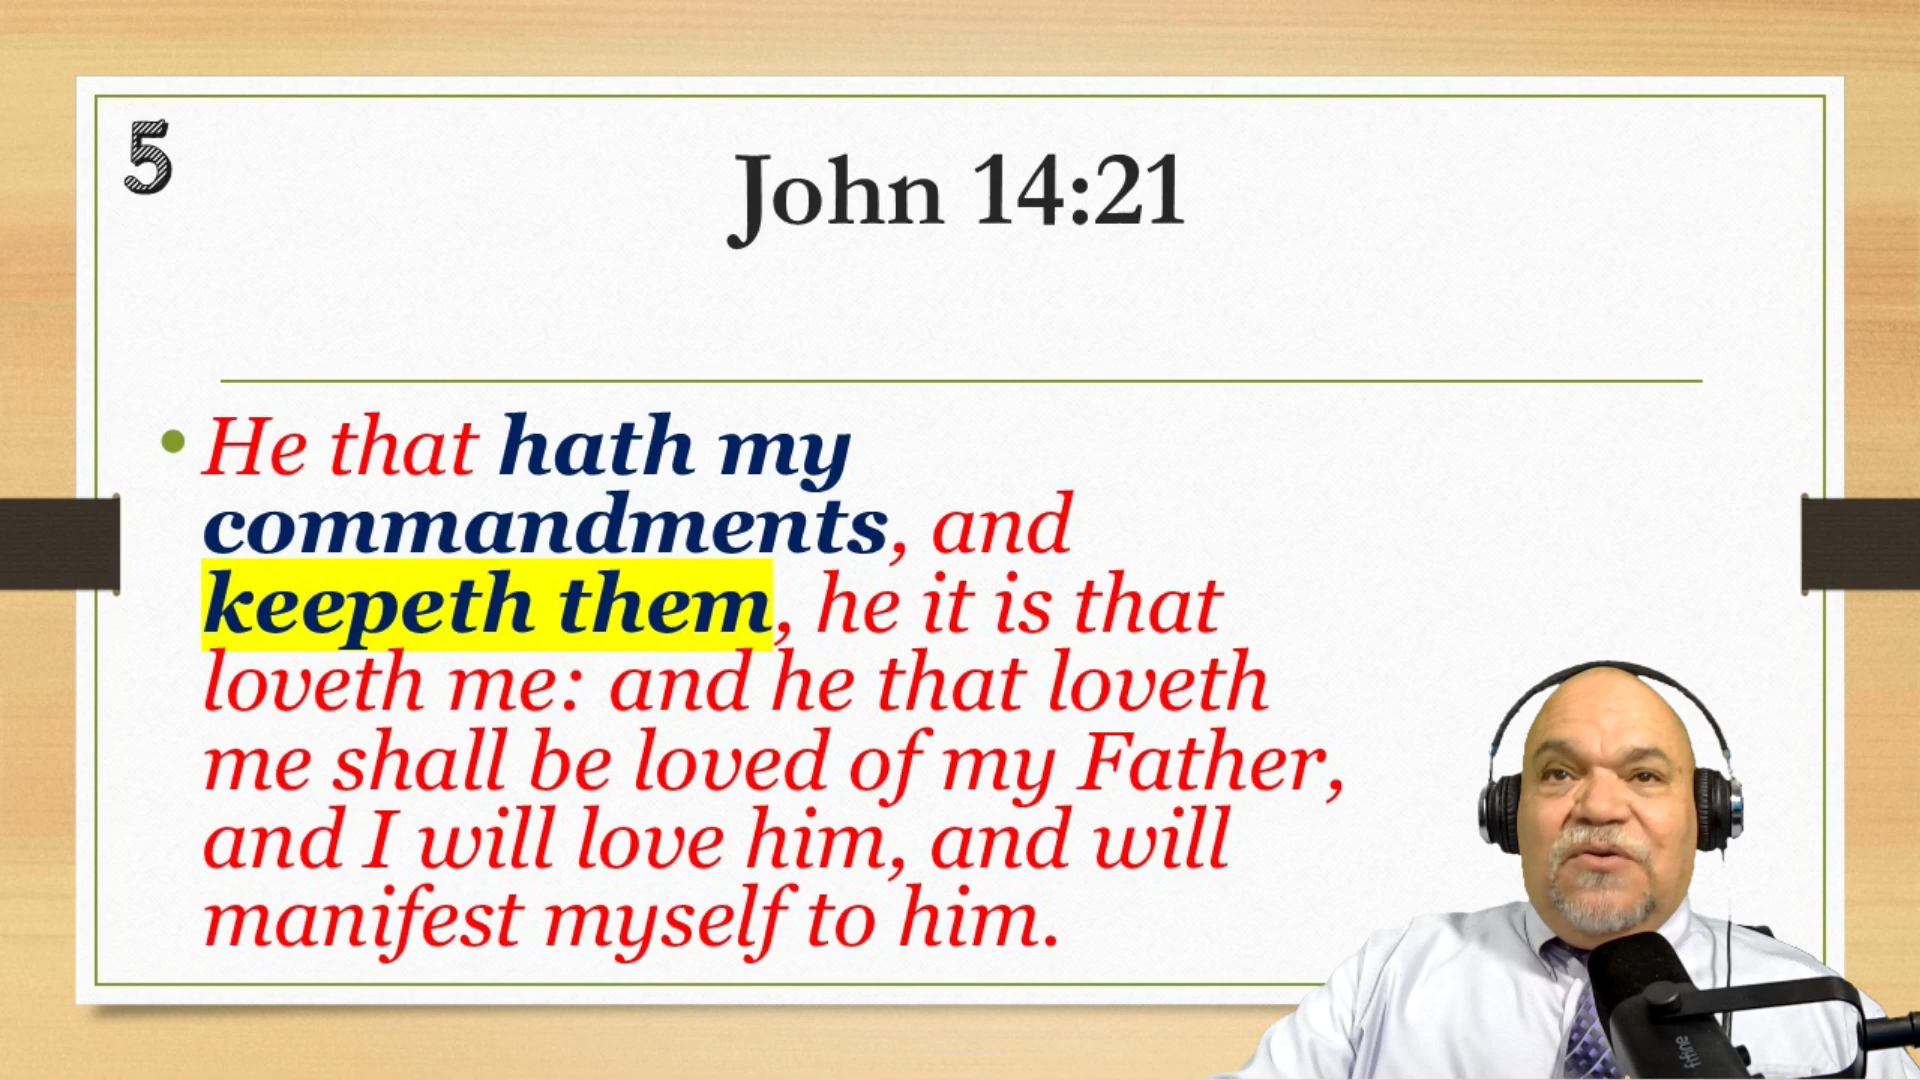 5
John 14:21
• He that hath my
commandments, and
keepeth them, he it is that
loveth me: and he that loveth
me shall be loved of my Father,
and I will love him, and will
manifest myself to him.
fifine